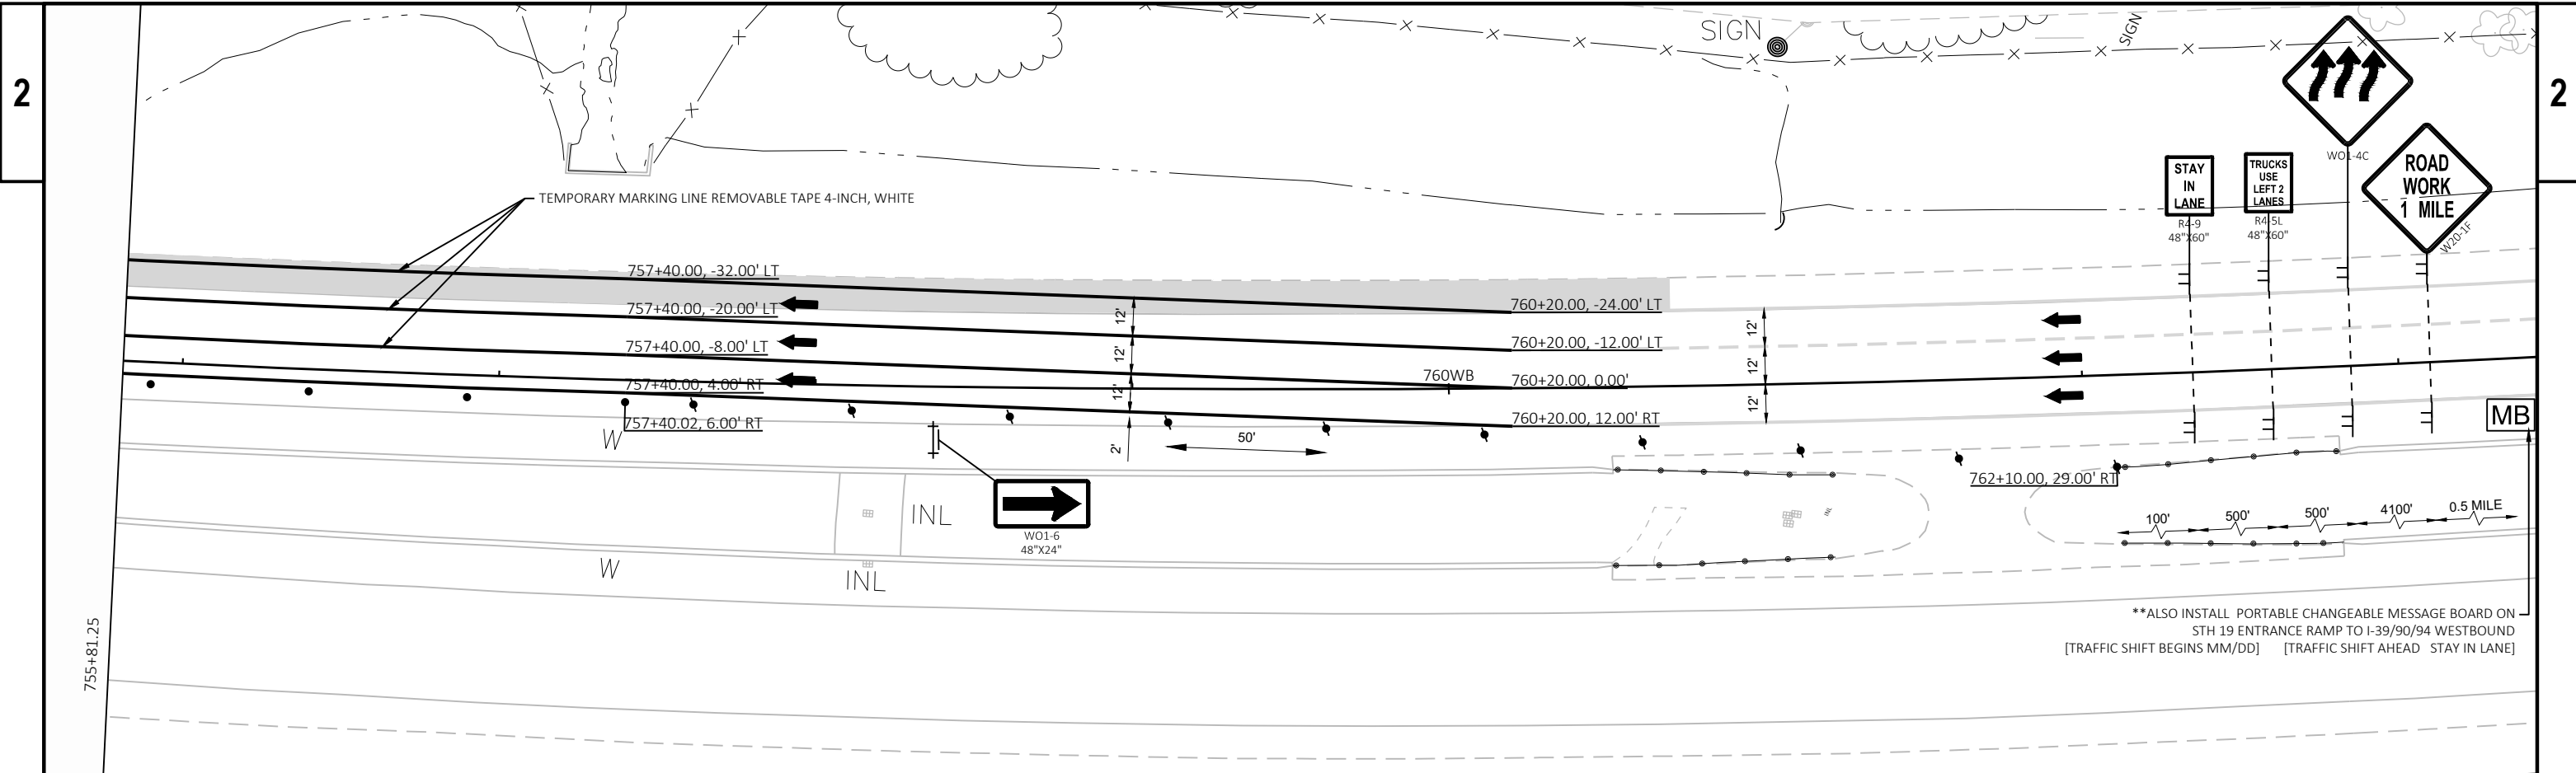 2
2
SIGN
SIGN
WO1-4C
STAY
IN
LANE
R4-9
48"X60"
TRUCKS
USE
LEFT 2
LANES
R4-5L
48"X60"
ROAD
WORK
1 MILE
W20-1F
TEMPORARY MARKING LINE REMOVABLE TAPE 4-INCH, WHITE
757+40.00, -32.00' LT
757+40.00, -20.00' LT
757+40.00, -8.00' LT
757+40.00, 4.00' RT
757+40.02, 6.00' RT
12'
12'
12'
2'
50'
760WB
760+20.00, -24.00' LT
760+20.00, -12.00' LT
760+20.00, 0.00'
760+20.00, 12.00' RT
12'
12'
12'
MB
762+10.00, 29.00' RT
W
W
INL
INL
INL
WO1-6
48"X24"
100'
500'
500'
4100'
0.5 MILE
**ALSO INSTALL PORTABLE CHANGEABLE MESSAGE BOARD ON
STH 19 ENTRANCE RAMP TO I-39/90/94 WESTBOUND
[TRAFFIC SHIFT BEGINS MM/DD] [TRAFFIC SHIFT AHEAD STAY IN LANE]
755+81.25